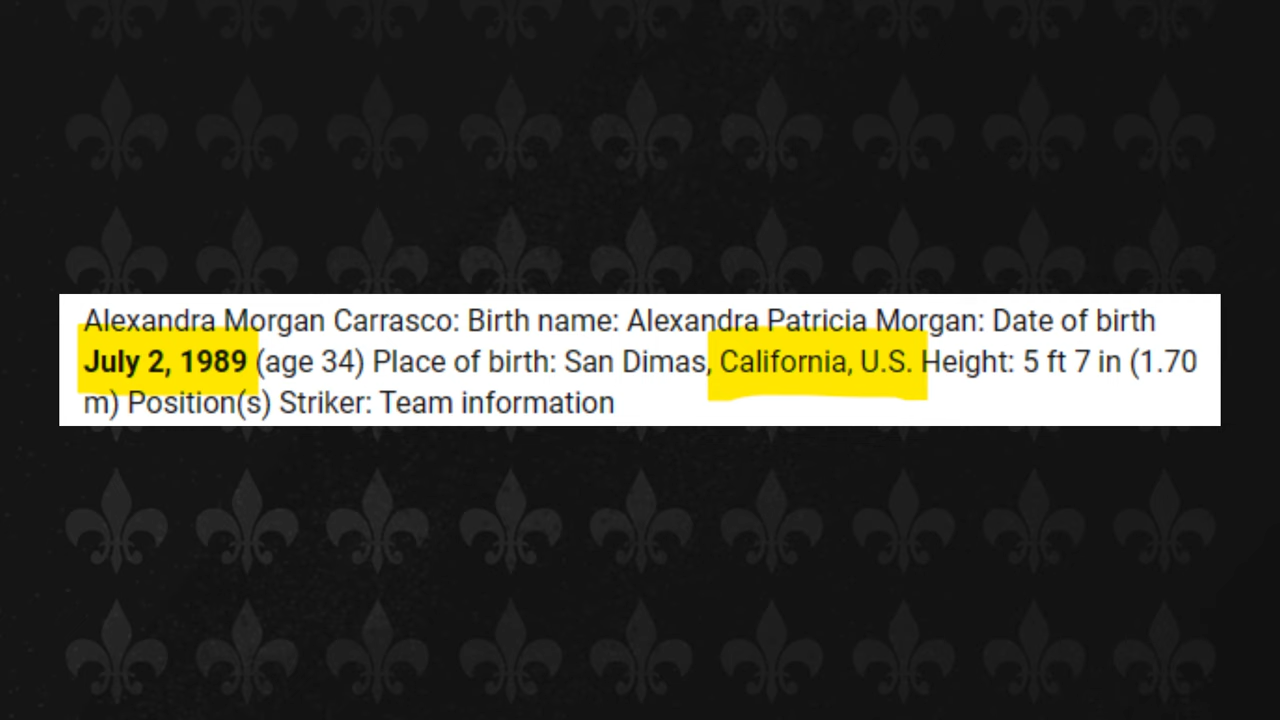 Alexandra Morgan Carrasco: Birth name: Alexandra Patricia Morgan: Date of birth
July 2, 1989 (age 34) Place of birth: San Dimas, California, U.S. Height: 5 ft 7 in (1.70
m) Position(s) Striker: Team information